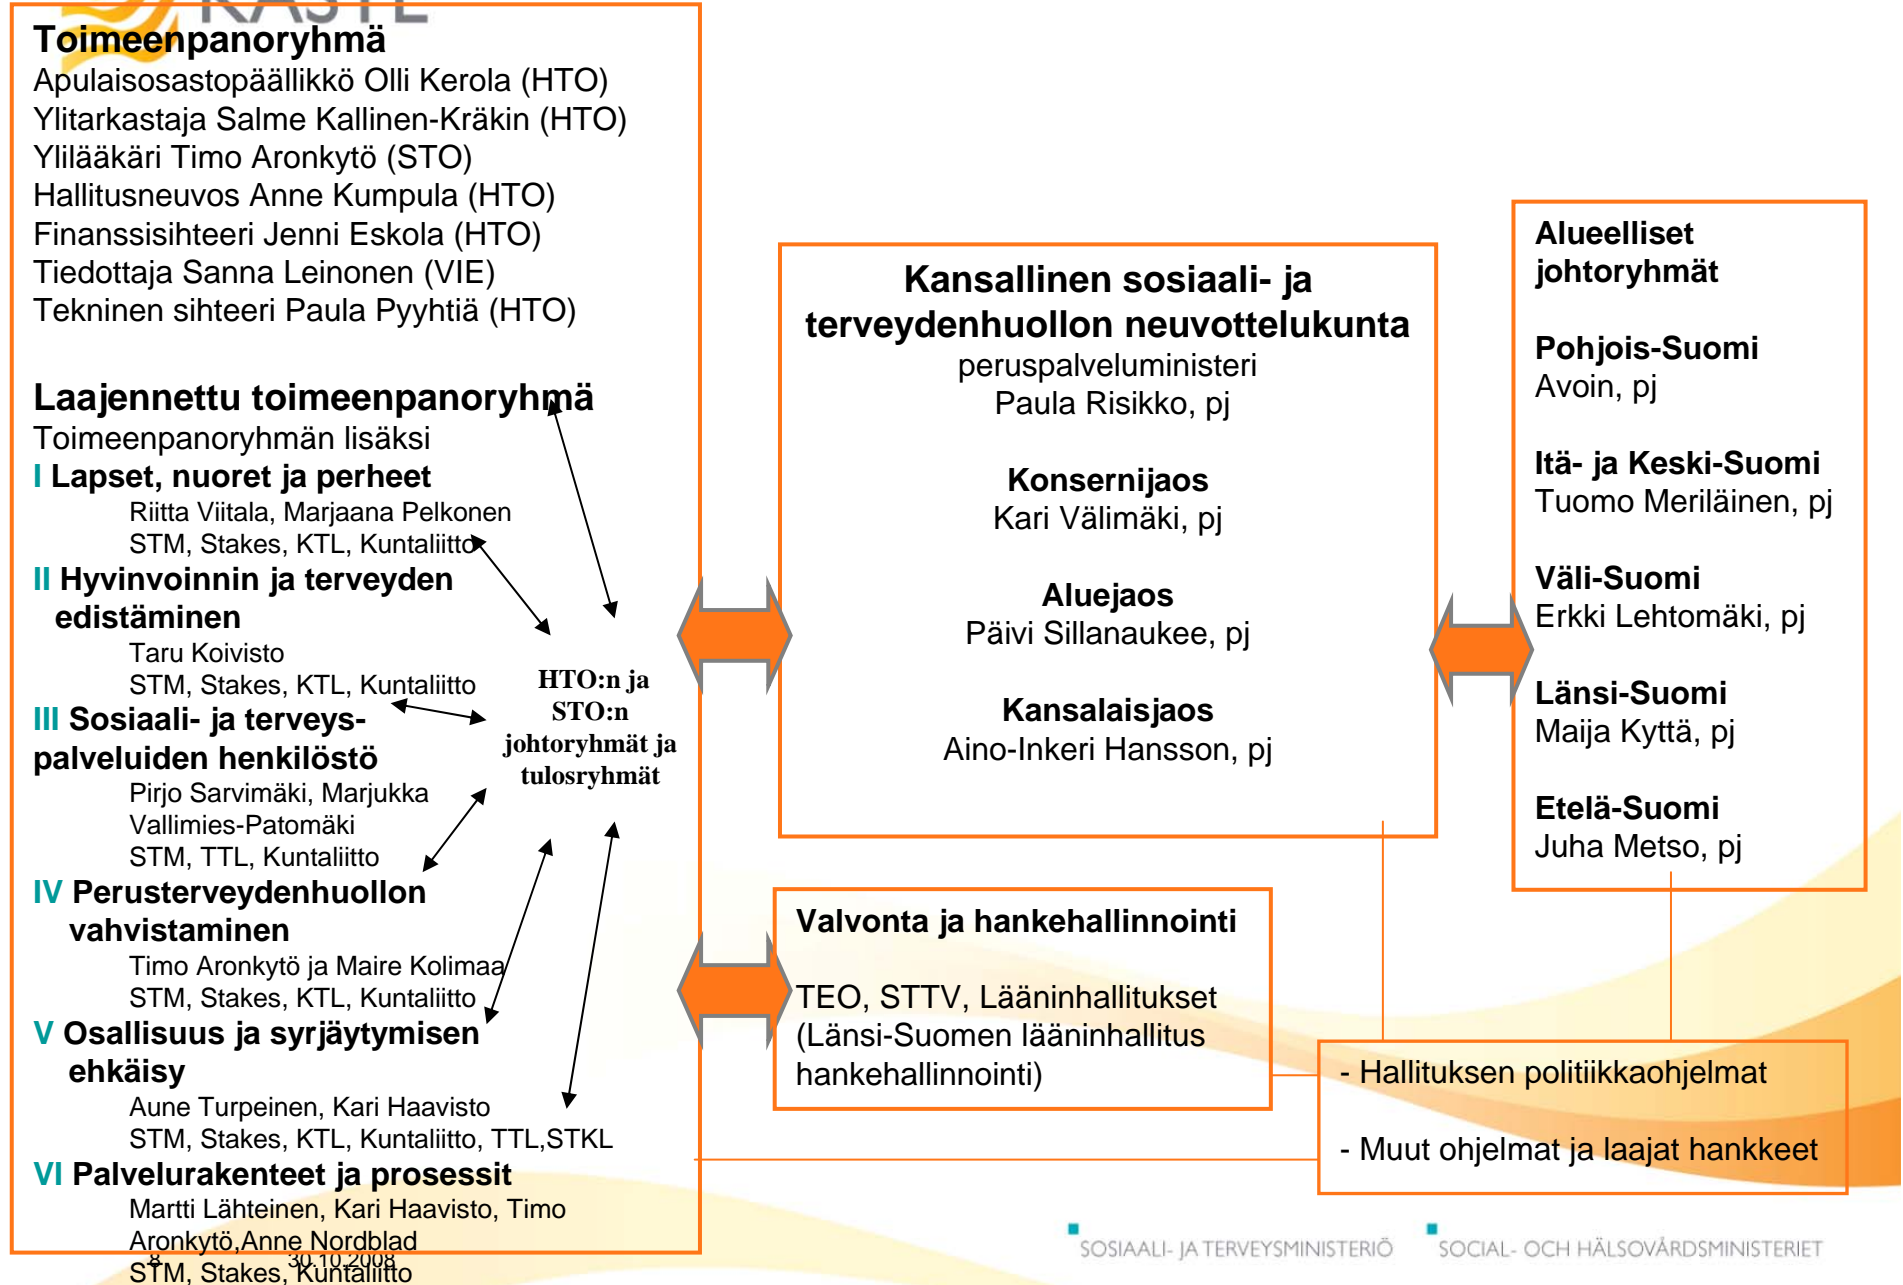 KASTE
Toimeenpanoryhmä
Apulaisosastopäällikkö Olli Kerola (HTO)
Ylitarkastaja Salme Kallinen-Kräkin (HTO)
Ylilääkäri Timo Aronkytö (STO)
Hallitusneuvos Anne Kumpula (HTO)
Finanssisihteeri Jenni Eskola (HTO)
Tiedottaja Sanna Leinonen (VIE)
Tekninen sihteeri Paula Pyyhtiä (HTO)
Laajennettu toimeenpanoryhmä
Toimeenpanoryhmän lisäksi
I Lapset, nuoret ja perheet
Riitta Viitala, Marjaana Pelkonen
STM, Stakes, KTL, Kuntaliitto
II Hyvinvoinnin ja terveyden
edistäminen
Taru Koivisto
STM, Stakes, KTL, Kuntaliitto
III Sosiaali- ja terveys-
palveluiden henkilöstö
Pirjo Sarvimäki, Marjukka
Vallimies-Patomäki
STM, TTL, Kuntaliitto
IV Perusterveydenhuollon
vahvistaminen
Timo Aronkytö ja Maire Kolimaa
STM, Stakes, KTL, Kuntaliitto
V Osallisuus ja syrjäytymisen
ehkäisy
Aune Turpeinen, Kari Haavisto
STM, Stakes, KTL, Kuntaliitto, TTL,STKL
VI Palvelurakenteet ja prosessit
Martti Lähteinen, Kari Haavisto, Timo
Aronkytö,Anne Nordblad
STM, Stakes, Kuntaliitto
8 30.10.2008
HTO:n ja
STO:n
johtoryhmät ja
tulosryhmät
Kansallinen sosiaali- ja
terveydenhuollon neuvottelukunta
peruspalveluministeri
Paula Risikko, pj
Konsernijaos
Kari Välimäki, pj
Aluejaos
Päivi Sillanaukee, pj
Kansalaisjaos
Aino-Inkeri Hansson, pj
Valvonta ja hankehallinnointi
TEO, STTV, Lääninhallitukset
(Länsi-Suomen lääninhallitus
hankehallinnointi)
Alueelliset
johtoryhmät
Pohjois-Suomi
Avoin, pj
Itä- ja Keski-Suomi
Tuomo Meriläinen, pj
Väli-Suomi
Erkki Lehtomäki, pj
Länsi-Suomi
Maija Kyttä, pj
Etelä-Suomi
Juha Metso, pj
- Hallituksen politiikkaohjelmat
- Muut ohjelmat ja laajat hankkeet
SOSIAALI- JA TERVEYSMINISTERIÖ
SOCIAL- OCH HÄLSOVÅRDSMINISTERIET